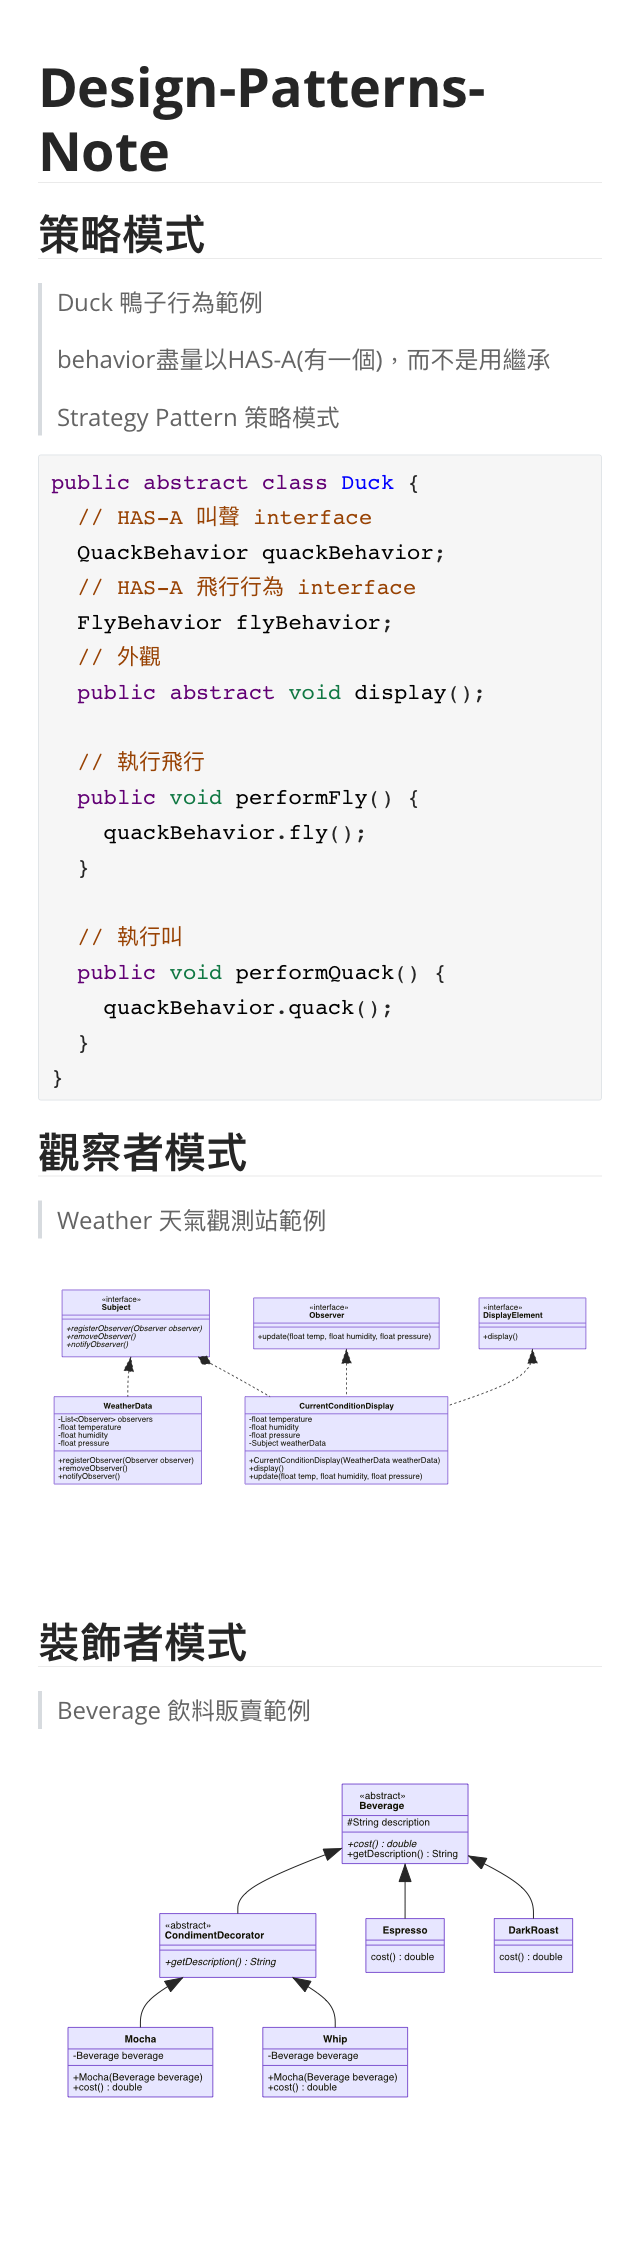 Design-Patterns-
Note
策略模式
Duck 鴨子行為範例
behavior盡量以HAS-A(有一個)，而不是用繼承
Strategy Pattern 策略模式
public abstract class Duck {
// HAS-A 叫聲 interface
QuackBehavior quackBehavior;
// HAS-A 飛行行為 interface
FlyBehavior flyBehavior;
// 外觀
public abstract void display();
// 執行飛行
public void performFly() {
quackBehavior.fly();
}
// 執行叫
public void performQuack() {
quackBehavior.quack();
}
}
觀察者模式
Weather 天氣觀測站範例
«interface»
Subject
+registerObserver(Observer observer)
+removeObserver()
+notifyObserver()
«interface»
Observer
+update(float temp, float humidity, float pressure)
«interface»
DisplayElement
+display()
WeatherData
-List<Observer> observers
-float temperature
-float humidity
-float pressure
+registerObserver(Observer observer)
+removeObserver()
+notifyObserver()
CurrentConditionDisplay
-float temperature
-float humidity
-float pressure
-Subject weatherData
+CurrentConditionDisplay(WeatherData weatherData)
+display()
+update(float temp, float humidity, float pressure)
裝飾者模式
Beverage 飲料販賣範例
«abstract»
Beverage
#String description
+cost() : double
+getDescription() : String
«abstract»
CondimentDecorator
+getDescription() : String
Espresso
cost() : double
DarkRoast
cost() : double
Mocha
-Beverage beverage
+Mocha(Beverage beverage)
+cost() : double
Whip
-Beverage beverage
+Mocha(Beverage beverage)
+cost() : double